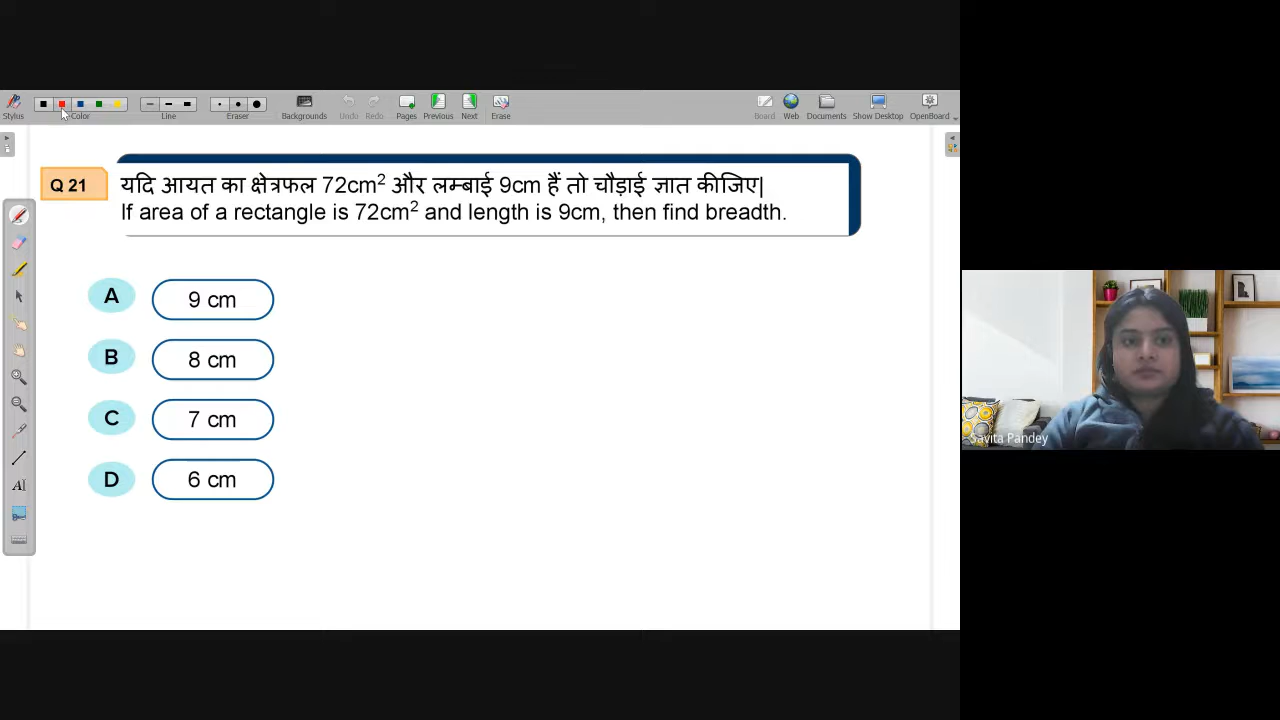 Stylus
Color
Line
Eraser
Backgrounds
Undo
Redo
Pages
Previous
Next
Erase
Board
Web
Documents
Show Desktop
OpenBoard
Q 21
यदि आयत का क्षेत्रफल 72cm² और लम्बाई 9cm हैं तो चौड़ाई ज्ञात कीजिए|
If area of a rectangle is 72cm² and length is 9cm, then find breadth.
A 9 cm
B 8 cm
C 7 cm
D 6 cm
Savita Pandey